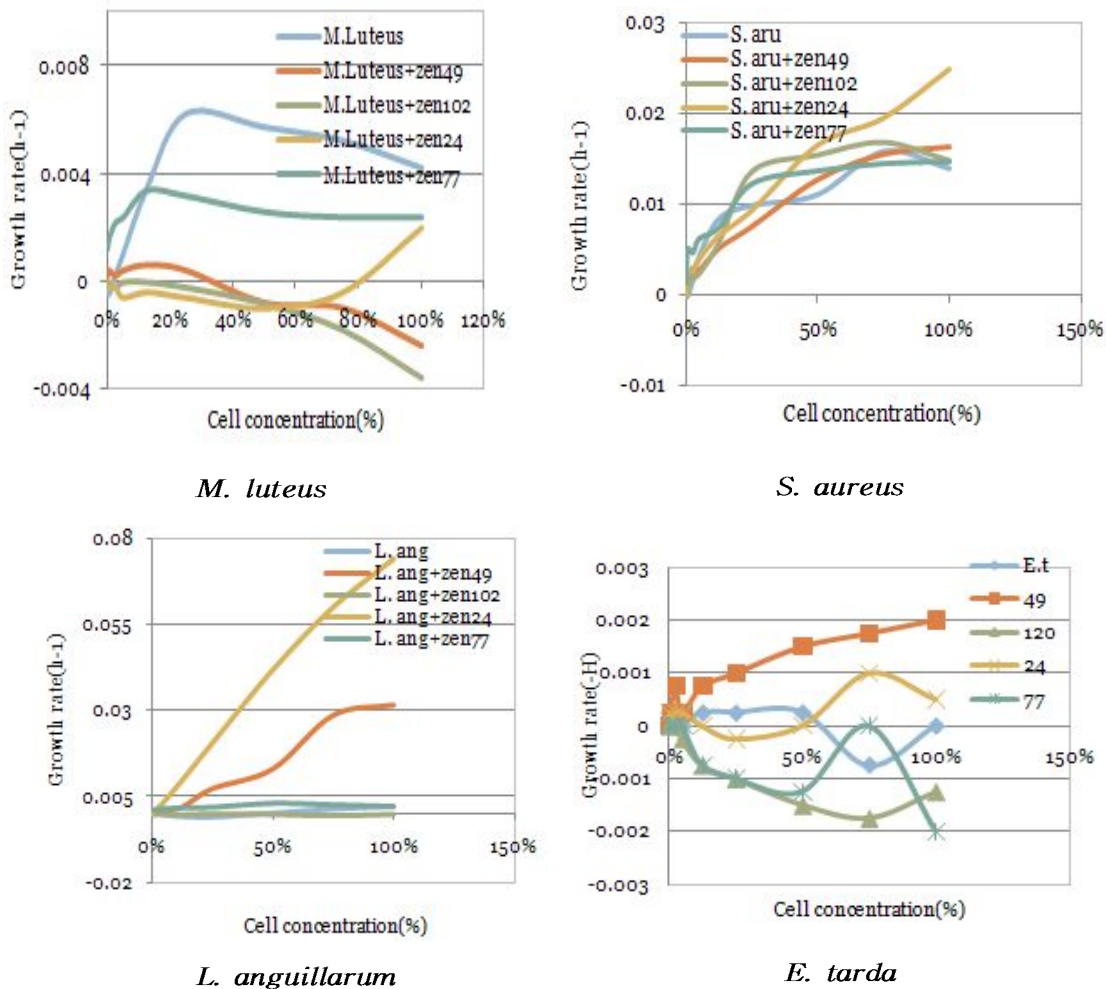 M.Luteus
M.Luteus+zen49
M.Luteus+zen102
M.Luteus+zen24
M.Luteus+zen77
0.008
0.004
0
-0.004
Growth rate(h-1)
0% 20% 40% 60% 80% 100% 120%
Cell concentration(%)
M. luteus
S. aru
S. aru+zen49
S. aru+zen102
S. aru+zen24
S. aru+zen77
0.03
0.02
0.01
0
-0.01
Growth rate(h-1)
0% 50% 100% 150%
Cell concentration(%)
S. aureus
L. ang
L. ang+zen49
L. ang+zen102
L. ang+zen24
L. ang+zen77
0.08
0.055
0.03
0.005
-0.02
Growth rate(h-1)
0% 50% 100% 150%
Cell concentration(%)
L. anguillarum
E.t
49
120
24
77
0.003
0.002
0.001
0
-0.001
-0.002
-0.003
Growth rate(-H)
0% 50% 100% 150%
Cell concentration(%)
E. tarda